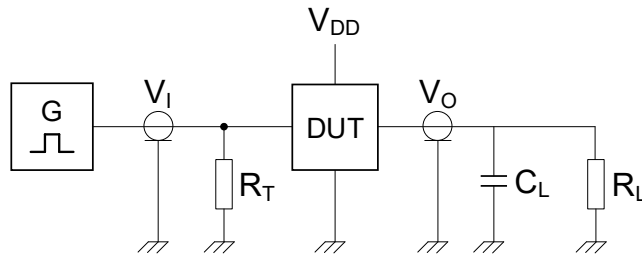 V_DD
G
V_I
DUT
V_O
R_T
C_L
R_L